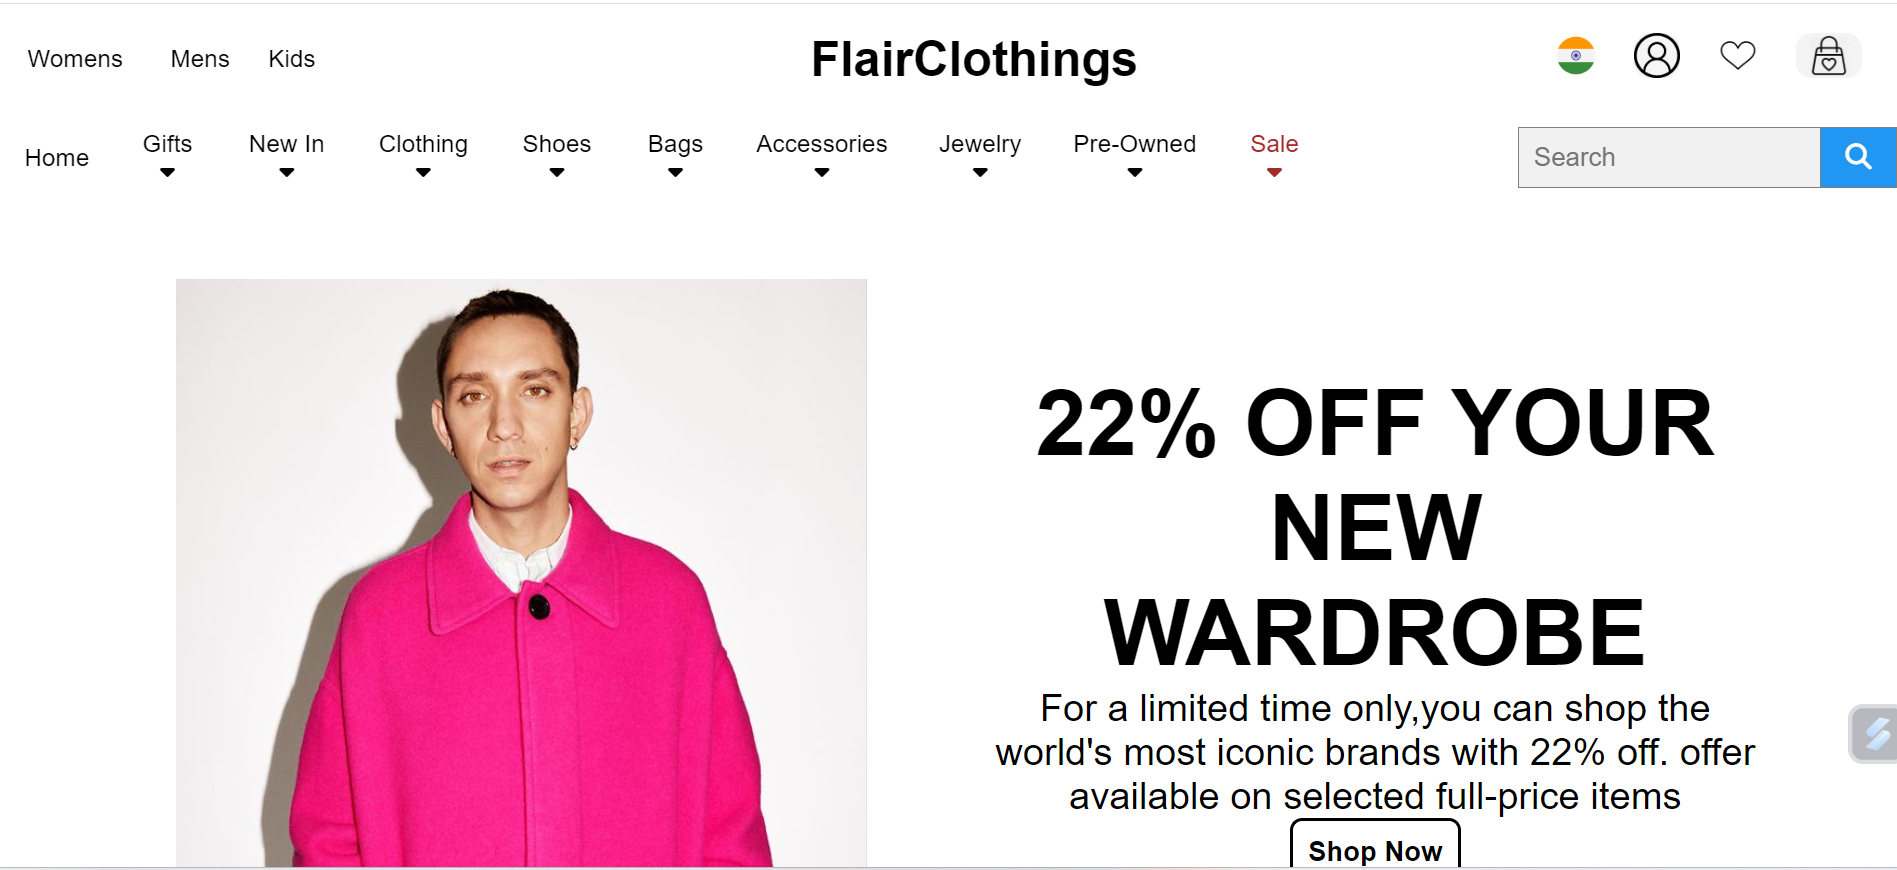 Womens Mens Kids FlairClothings
Home Gifts New In Clothing Shoes Bags Accessories Jewelry Pre-Owned Sale Search
22% OFF YOUR
NEW
WARDROBE
For a limited time only,you can shop the
world's most iconic brands with 22% off. offer
available on selected full-price items
Shop Now